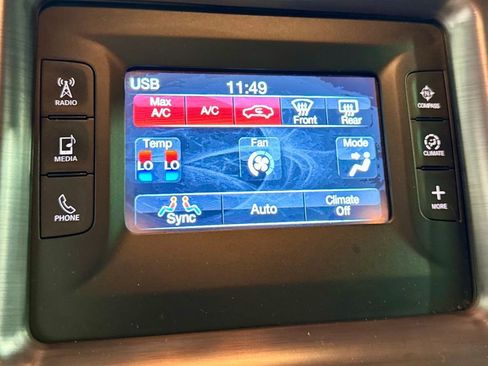 USB 11:49
RADIO
MEDIA
PHONE
Max
A/C
A/C
Front
Rear
Temp
LO LO
Fan
Mode
Sync
Auto
Climate
Off
COMPASS
CLIMATE
MORE